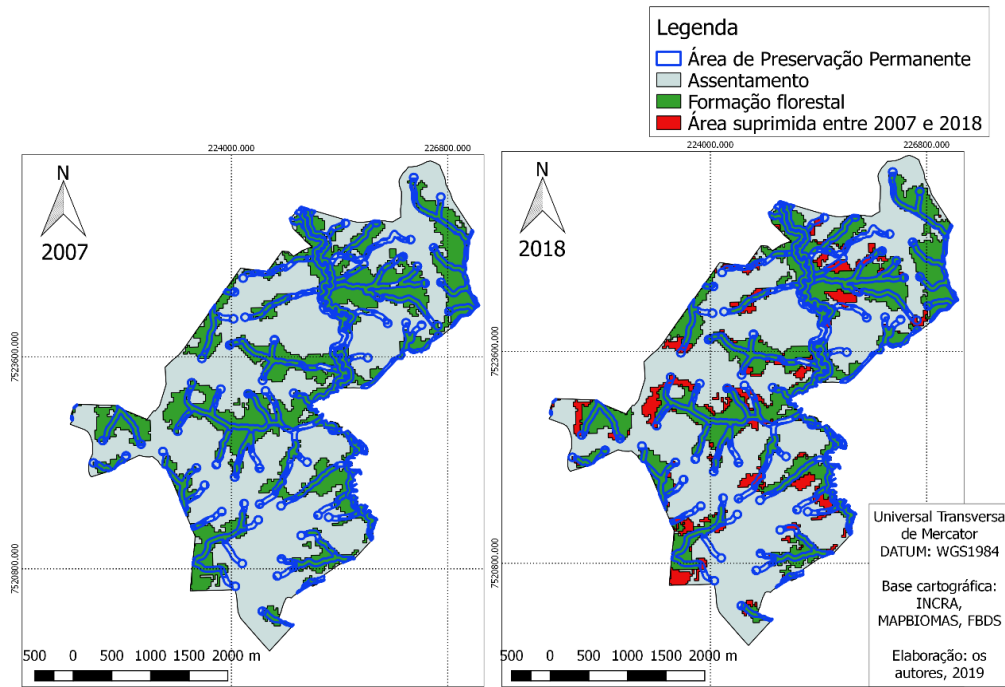 Legenda
Área de Preservação Permanente
Assentamento
Formação florestal
Área suprimida entre 2007 e 2018
224000.000
226800.000
N
2007
7523600.000
7520800.000
500 0 500 1000 1500 2000 m
224000.000
226800.000
N
2018
7523600.000
7520800.000
500 0 500 1000 1500 2000 m
Universal Transversa
de Mercator
DATUM: WGS1984
Base cartográfica:
INCRA,
MAPBIOMAS, FBDS
Elaboração: os
autores, 2019